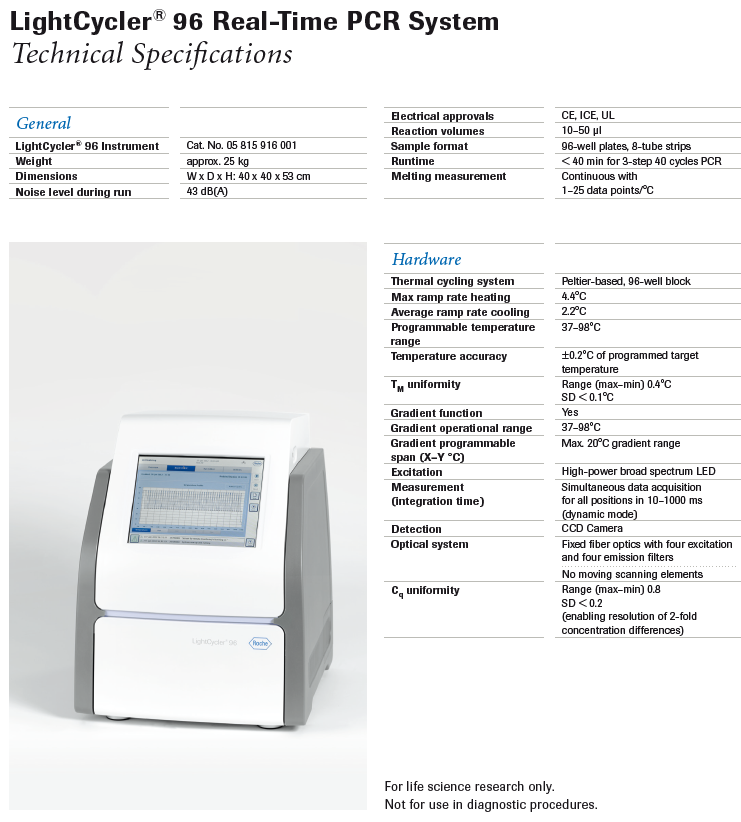 LightCycler® 96 Real-Time PCR System
Technical Specifications
General
LightCycler® 96 Instrument Cat. No. 05 815 916 001
Weight approx. 25 kg
Dimensions W x D x H: 40 x 40 x 53 cm
Noise level during run 43 dB(A)
Electrical approvals CE, ICE, UL
Reaction volumes 10–50 µl
Sample format 96-well plates, 8-tube strips
Runtime < 40 min for 3-step 40 cycles PCR
Melting measurement Continuous with
1–25 data points/°C
Hardware
Thermal cycling system Peltier-based, 96-well block
Max ramp rate heating 4.4°C
Average ramp rate cooling 2.2°C
Programmable temperature 37–98°C
range
Temperature accuracy ±0.2°C of programmed target
temperature
TM uniformity Range (max–min) 0.4°C
SD < 0.1°C
Gradient function Yes
Gradient operational range 37–98°C
Gradient programmable Max. 20°C gradient range
span (X–Y °C)
Excitation High-power broad spectrum LED
Measurement Simultaneous data acquisition
(integration time) for all positions in 10–1000 ms
(dynamic mode)
Detection CCD Camera
Optical system Fixed fiber optics with four excitation
and four emission filters
No moving scanning elements
Cq uniformity Range (max–min) 0.8
SD < 0.2
(enabling resolution of 2-fold
concentration differences)
LightCycler® 96 Roche
For life science research only.
Not for use in diagnostic procedures.